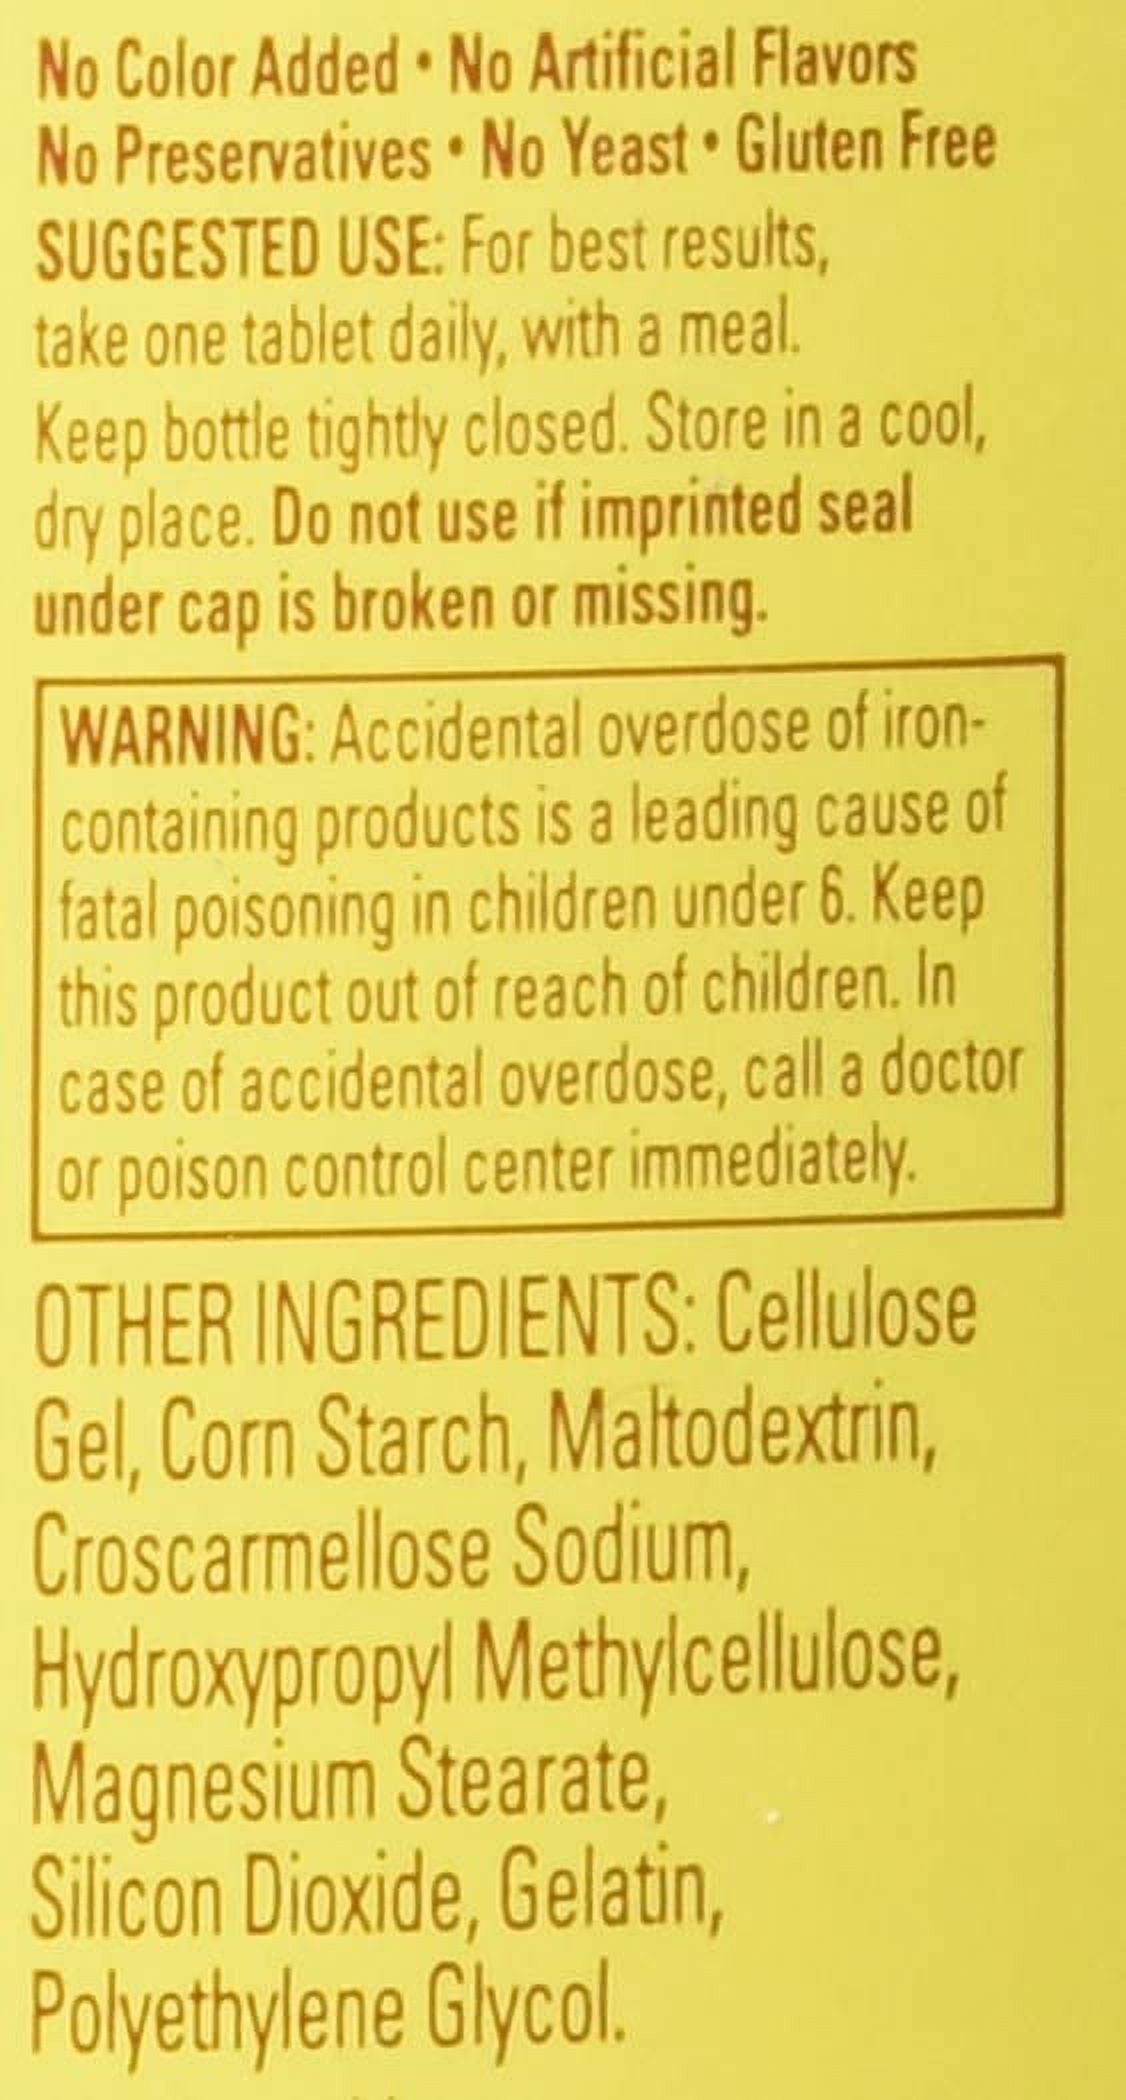 No Color Added • No Artificial Flavors
No Preservatives • No Yeast • Gluten Free
SUGGESTED USE: For best results,
take one tablet daily, with a meal.
Keep bottle tightly closed. Store in a cool,
dry place. Do not use if imprinted seal
under cap is broken or missing.
WARNING: Accidental overdose of iron-
containing products is a leading cause of
fatal poisoning in children under 6. Keep
this product out of reach of children. In
case of accidental overdose, call a doctor
or poison control center immediately.
OTHER INGREDIENTS: Cellulose
Gel, Corn Starch, Maltodextrin,
Croscarmellose Sodium,
Hydroxypropyl Methylcellulose,
Magnesium Stearate,
Silicon Dioxide, Gelatin,
Polyethylene Glycol.